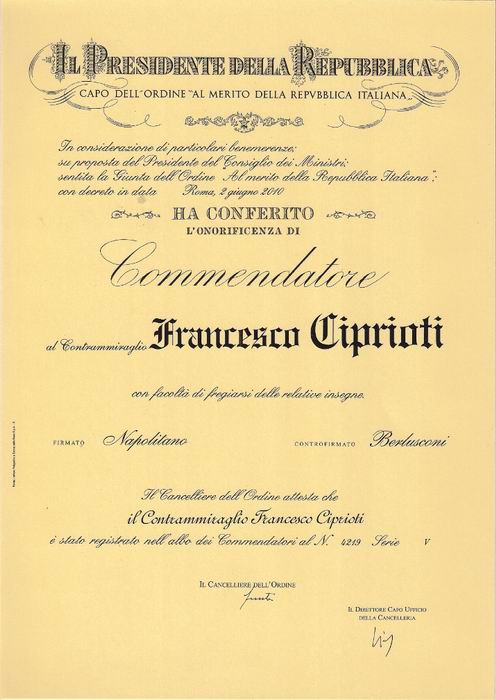 IL PRESIDENTE DELLA REPUBBLICA
CAPO DELL'ORDINE "AL MERITO DELLA REPVBBLICA ITALIANA„
In considerazione di particolari benemerenze;
su proposta del Presidente del Consiglio dei Ministri;
sentita la Giunta dell'Ordine "Al merito della Repubblica Italiana";
con decreto in data Roma, 2 giugno 2010
HA CONFERITO
L'ONORIFICENZA DI
Commendatore
al Contrammiraglio Francesco Ciprioti
con facoltà di fregiarsi delle relative insegne.
FIRMATO Napolitano CONTROFIRMATO Berlusconi
Il Cancelliere dell'Ordine attesta che
il Contrammiraglio Francesco Ciprioti
è stato registrato nell'albo dei Commendatori al N. 4219 Serie V
IL CANCELLIERE DELL'ORDINE
IL DIRETTORE CAPO UFFICIO
DELLA CANCELLERIA